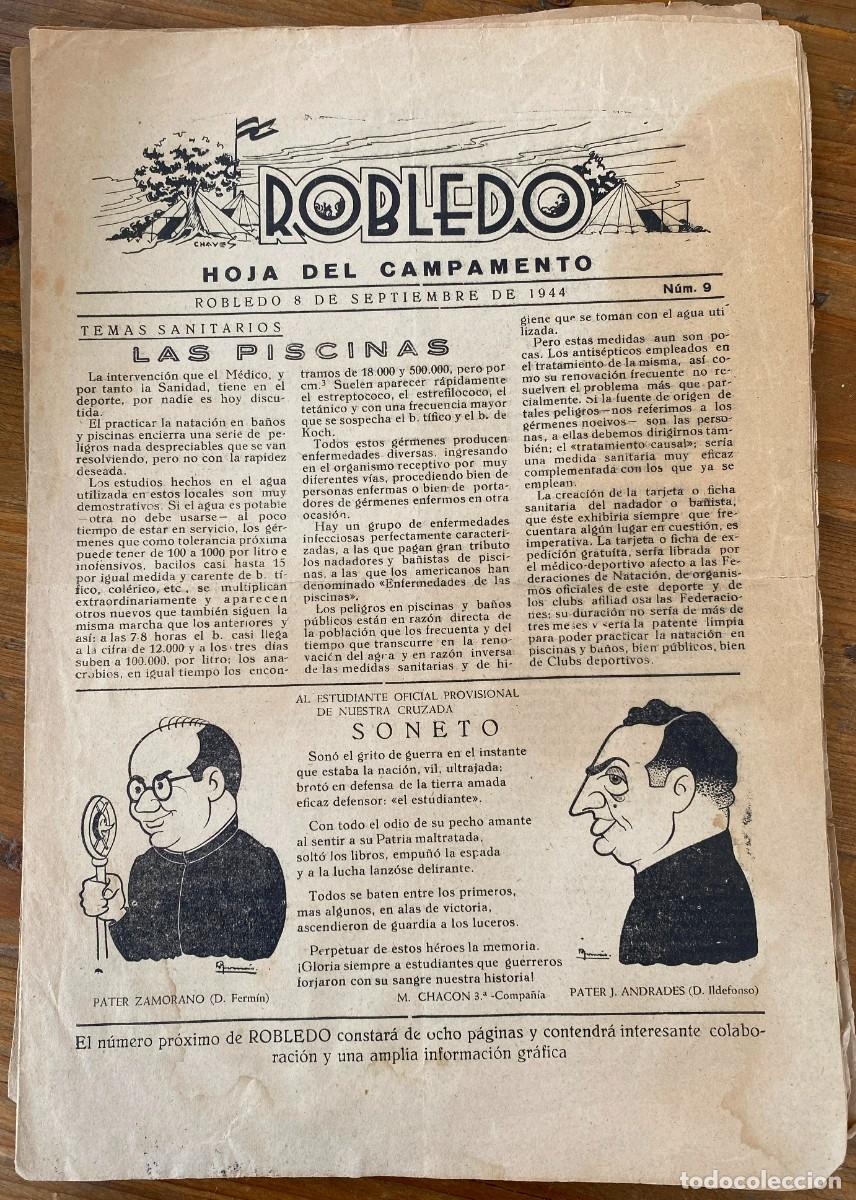 CHAVES
ROBLEDO
HOJA DEL CAMPAMENTO
ROBLEDO 8 DE SEPTIEMBRE DE 1944
Núm. 9
TEMAS SANITARIOS
LAS PISCINAS
La intervención que el Médico, y
por tanto la Sanidad, tiene en el
deporte, por nadie es hoy discu-
tida.
El practicar la natación en baños
y piscinas encierra una serie de pe-
ligros nada despreciables que se van
resolviendo, pero no con la rapidez
deseada.
Los estudios hechos en el agua
utilizada en estos locales son muy
demostrativos. Si el agua es potable
—otra no debe usarse— al poco
tiempo de estar en servicio, los gér-
menes que como tolerancia próxima
puede tener de 100 a 1000 por litro e
inofensivos, bacilos casi hasta 15
por igual medida y carente de b. tí-
fico, colérico, etc., se multiplican
extraordinariamente y aparecen
otros nuevos que también siguen la
misma marcha que los anteriores y
así: a las 7-8 horas el b. casi llega
a la cifra de 12.000 y a los tres días
suben a 100.000. por litro; los ana-
crobios, en igual tiempo los encon-
tramos de 18 000 y 500.000, pero por
cm.³ Suelen aparecer rápidamente
el estreptococo, el estrefilococo, el
tetánico y con una frecuencia mayor
que se sospecha el b. tífico y el b. de
Koch.
Todos estos gérmenes producen
enfermedades diversas, ingresando
en el organismo receptivo por muy
diferentes vías, procediendo bien de
personas enfermas o bien de porta-
dores de gérmenes enfermos en otra
ocasión.
Hay un grupo de enfermedades
infecciosas perfectamente caracteri-
zadas, a las que pagan gran tributo
los nadadores y bañistas de pisci-
nas, a las que los americanos han
denominado «Enfermedades de las
piscinas».
Los peligros en piscinas y baños
públicos están en razón directa de
la población que los frecuenta y del
tiempo que transcurre en la reno-
vación del agua y en razón inversa
de las medidas sanitarias y de hi-
giene que se toman con el agua uti
lizada.
Pero estas medidas aun son po-
cas. Los antisépticos empleados en
el tratamiento de la misma, así co-
mo su renovación frecuente no re-
suelven el problema más que par-
cialmente. Si la fuente de origen de
tales peligros—nos referimos a los
gérmenes nocivos— son las perso-
nas, a ellas debemos dirigirnos tam-
bién; el «tratamiento causal»; sería
una medida sanitaria muy eficaz
complementada con los que ya se
emplean.
La creación de la tarjeta o ficha
sanitaria del nadador o bañista,
que éste exhibiría siempre que fre-
cuentara algún lugar en cuestión, es
imperativa. La tarjeta o ficha de ex-
pedición gratuita, sería librada por
el médico-deportivo afecto a las Fe-
deraciones de Natación, de organis-
mos oficiales de este deporte y de
los clubs afiliad osa las Federacio-
nes; su duración no sería de más de
tres meses y sería la patente limpia
para poder practicar la natación en
piscinas y baños, bien públicos, bien
de Clubs deportivos.
AL ESTUDIANTE OFICIAL PROVISIONAL
DE NUESTRA CRUZADA
SONETO
Sonó el grito de guerra en el instante
que estaba la nación, vil, ultrajada;
brotó en defensa de la tierra amada
eficaz defensor: «el estudiante».
Con todo el odio de su pecho amante
al sentir a su Patria maltratada,
soltó los libros, empuñó la espada
y a la lucha lanzóse delirante.
Todos se baten entre los primeros,
mas algunos, en alas de victoria,
ascendieron de guardia a los luceros.
Perpetuar de estos héroes la memoria.
¡Gloria siempre a estudiantes que guerreros
forjaron con su sangre nuestra historia!
M. CHACON 3.ª -Compañía
PATER ZAMORANO (D. Fermín)
PATER J. ANDRADES (D. Ildefonso)
El número próximo de ROBLEDO constará de ocho páginas y contendrá interesante colabo-
ración y una amplia información gráfica
todocoleccion